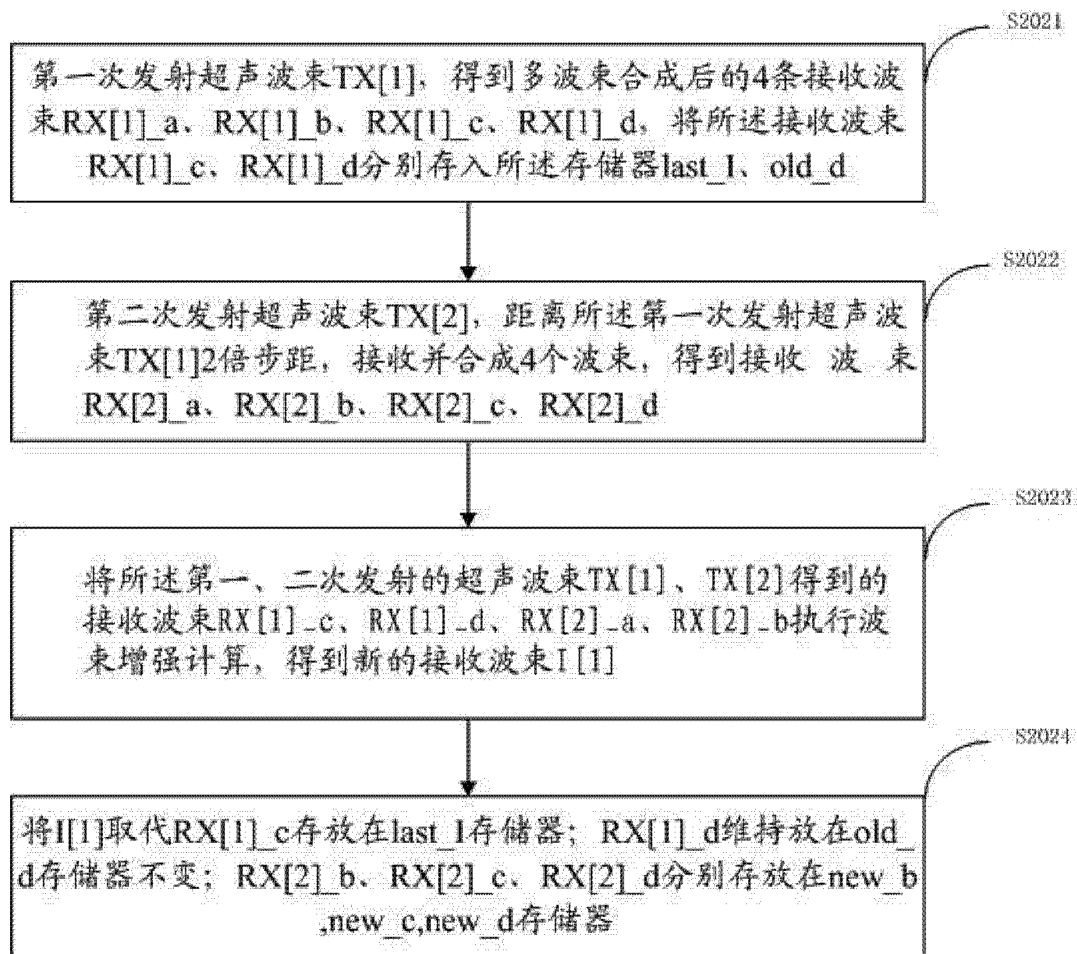 S2021
第一次发射超声波束TX[1]，得到多波束合成后的4条接收波
束RX[1]_a、RX[1]_b、RX[1]_c、RX[1]_d，将所述接收波束
RX[1]_c、RX[1]_d分别存入所述存储器last_I、old_d
S2022
第二次发射超声波束TX[2]，距离所述第一次发射超声波
束TX[1]2倍步距，接收并合成4个波束，得到接收 波 束
RX[2]_a、RX[2]_b、RX[2]_c、RX[2]_d
S2023
将所述第一、二次发射的超声波束TX[1]、TX[2]得到的
接收波束RX[1]_c、RX[1]_d、RX[2]_a、RX[2]_b执行波
束增强计算，得到新的接收波束I[1]
S2024
将I[1]取代RX[1]_c存放在last_I存储器；RX[1]_d维持放在old_
d存储器不变；RX[2]_b、RX[2]_c、RX[2]_d分别存放在new_b
,new_c,new_d存储器